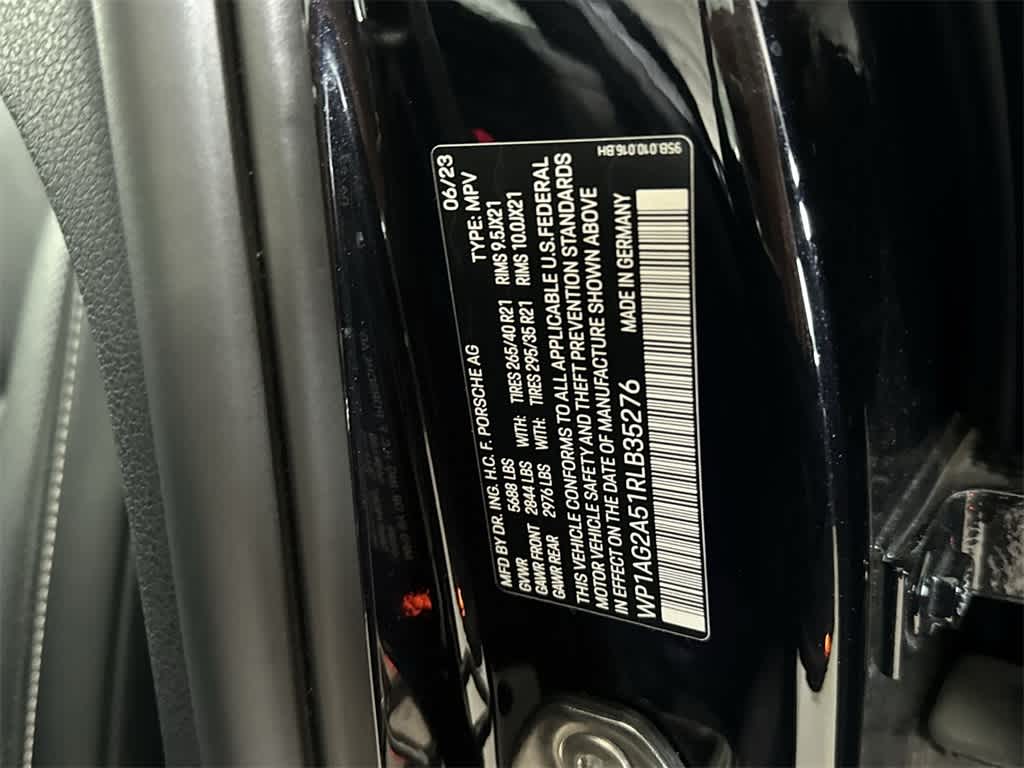 MFD BY DR. ING. H.C. F. PORSCHE AG 06/23
GVWR 5688 LBS TYPE: MPV
GAWR FRONT 2844 LBS WITH: TIRES 265/40 R21 RIMS 9.5JX21
GAWR REAR 2976 LBS WITH: TIRES 295/35 R21 RIMS 10.0JX21
THIS VEHICLE CONFORMS TO ALL APPLICABLE U.S. FEDERAL
MOTOR VEHICLE SAFETY AND THEFT PREVENTION STANDARDS
IN EFFECT ON THE DATE OF MANUFACTURE SHOWN ABOVE
WP1AG2A51RLB35276 MADE IN GERMANY
95B.010.016.BH